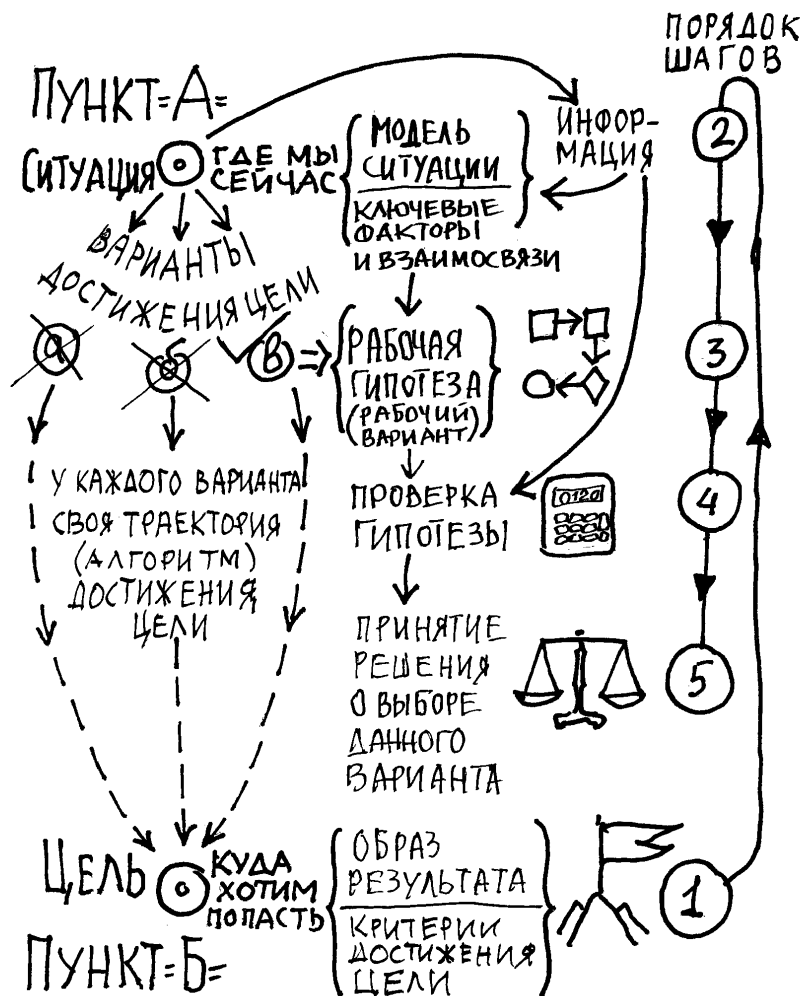 ПОРЯДОК
ШАГОВ
ПУНКТ=А=
СИТУАЦИЯ
ГДЕ МЫ
СЕЙЧАС
МОДЕЛЬ
СИТУАЦИИ
КЛЮЧЕВЫЕ
ФАКТОРЫ
И ВЗАИМОСВЯЗИ
ИНФОР-
МАЦИЯ
2
ВАРИАНТЫ
ДОСТИЖЕНИЯ ЦЕЛИ
а
б
в
РАБОЧАЯ
ГИПОТЕЗА
(РАБОЧИЙ)
(ВАРИАНТ)
3
У КАЖДОГО ВАРИАНТА
СВОЯ ТРАЕКТОРИЯ
(АЛГОРИТМ)
ДОСТИЖЕНИЯ
ЦЕЛИ
ПРОВЕРКА
ГИПОТЕЗЫ
0120
4
ПРИНЯТИЕ
РЕШЕНИЯ
О ВЫБОРЕ
ДАННОГО
ВАРИАНТА
5
ЦЕЛЬ
КУДА
ХОТИМ
ПОПАСТЬ
ОБРАЗ
РЕЗУЛЬТАТА
КРИТЕРИИ
ДОСТИЖЕНИЯ
ЦЕЛИ
1
ПУНКТ=Б=